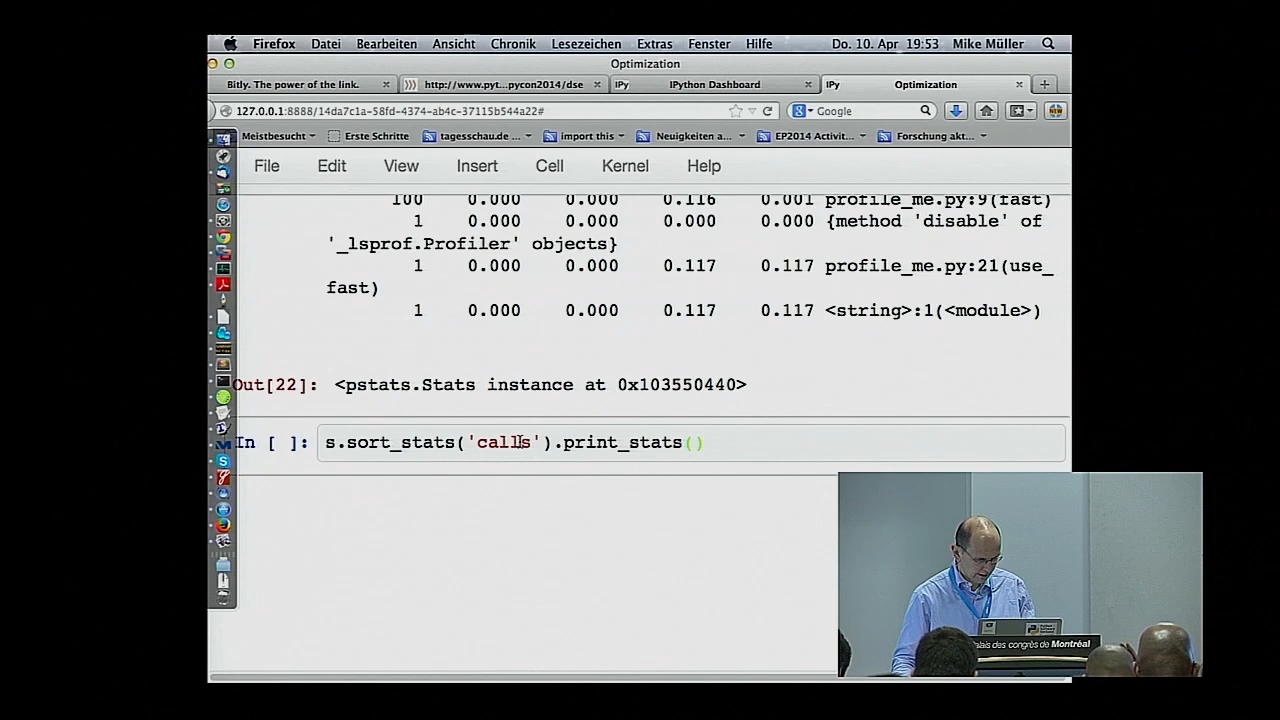 Firefox Datei Bearbeiten Ansicht Chronik Lesezeichen Extras Fenster Hilfe Do. 10. Apr 19:53 Mike Müller
Optimization
Bitly. The power of the link. × http://www.pyt...pycon2014/dse × IPy IPython Dashboard × IPy Optimization × +
127.0.0.1:8888/14da7c1a-58fd-4374-ab4c-37115b544a22# Google
Meistbesucht Erste Schritte tagesschau.de ... import this Neuigkeiten a... EP2014 Activit... Forschung akt...
File Edit View Insert Cell Kernel Help
100 0.000 0.000 0.116 0.001 profile_me.py:9(fast)
1 0.000 0.000 0.000 0.000 {method 'disable' of
'_lsprof.Profiler' objects}
1 0.000 0.000 0.117 0.117 profile_me.py:21(use_
fast)
1 0.000 0.000 0.117 0.117 <string>:1(<module>)
Out[22]: <pstats.Stats instance at 0x103550440>
In [ ]: s.sort_stats('calls').print_stats()
alais des congrès de Montréal